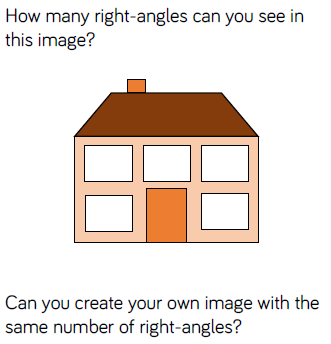 How many right-angles can you see in
this image?
Can you create your own image with the
same number of right-angles?